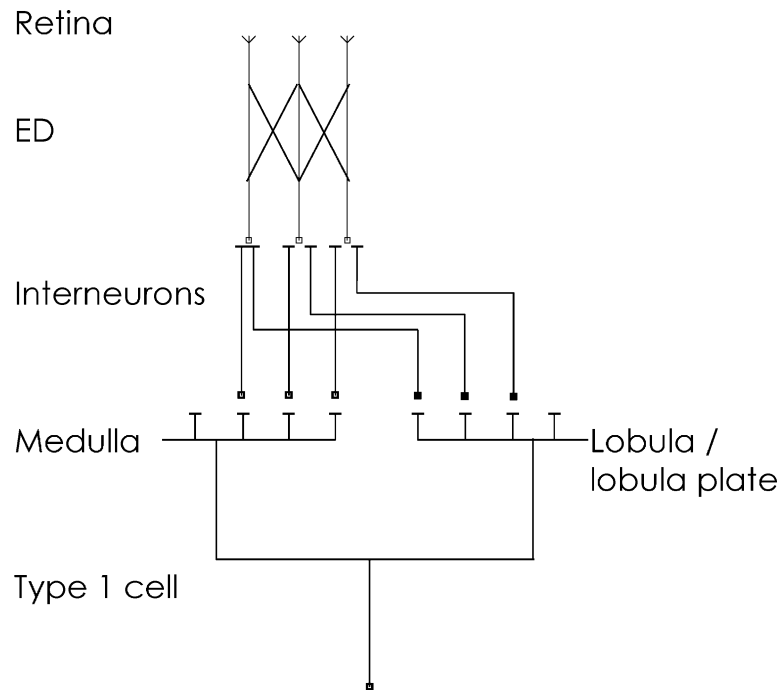 Retina
ED
Interneurons
Medulla
Lobula /
lobula plate
Type 1 cell